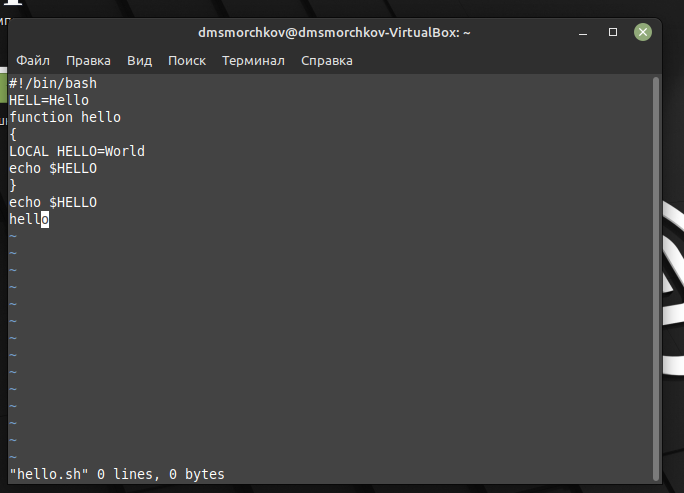 dmsmorchkov@dmsmorchkov-VirtualBox: ~
Файл Правка Вид Поиск Терминал Справка
#!/bin/bash
HELL=Hello
function hello
{
LOCAL HELLO=World
echo $HELLO
}
echo $HELLO
hello
~
~
~
~
~
~
~
~
~
~
~
~
~
~
"hello.sh" 0 lines, 0 bytes